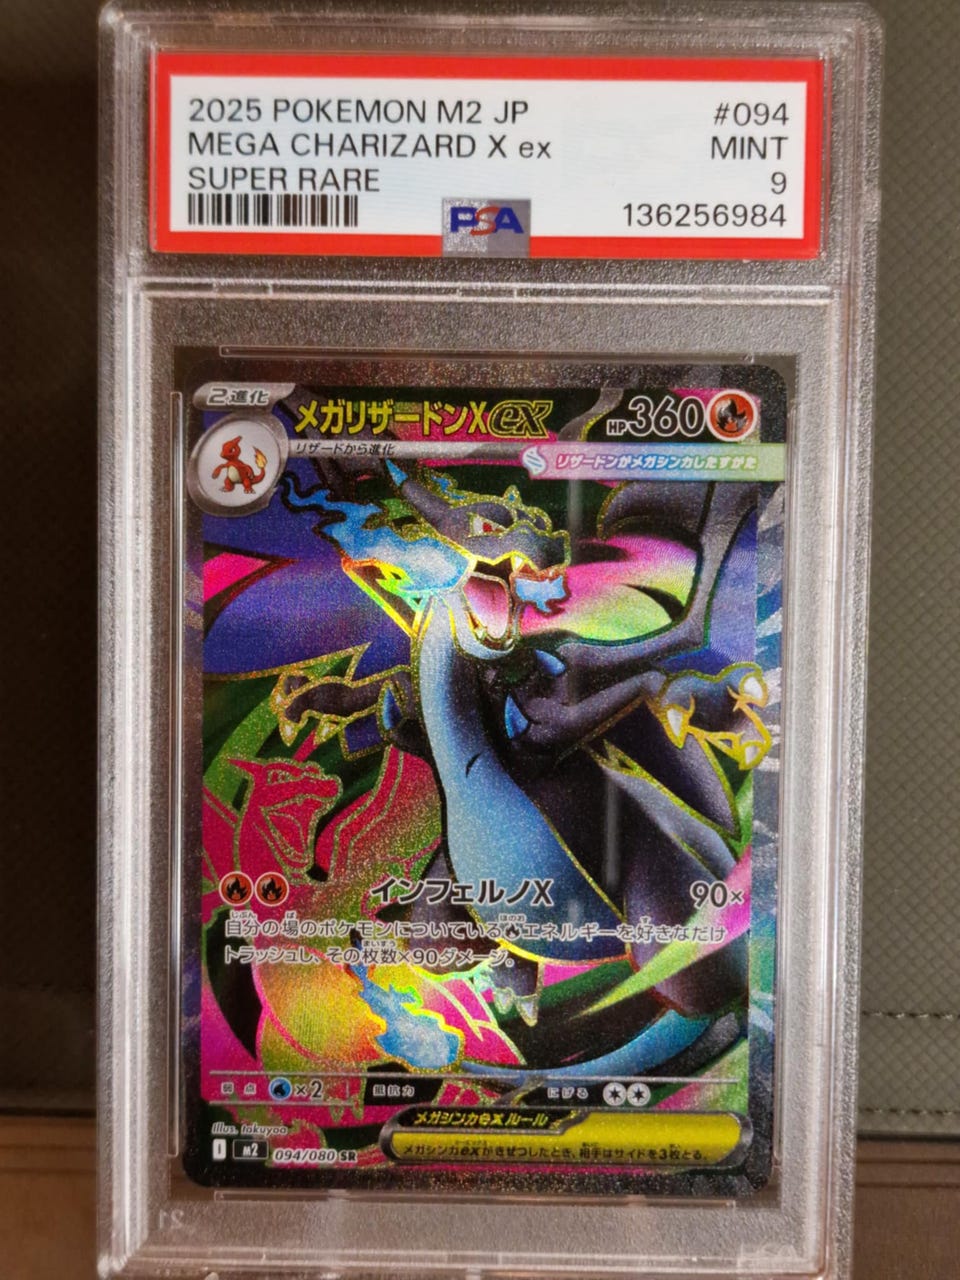 2025 POKEMON M2 JP #094
MEGA CHARIZARD X ex MINT
SUPER RARE 9
PSA 136256984
2進化
メガリザードンXex HP360
リザードから進化
リザードンがメガシンカしたすがた
インフェルノX 90×
自分の場のポケモンについているエネルギーを好きなだけ
トラッシュし、その枚数×90ダメージ。
弱点 ×2 抵抗力 にげる
メガシンカexルール
メガシンカexがきぜつしたとき、相手はサイドを3枚とる。
Illus. takuyoa
M2 094/080 SR